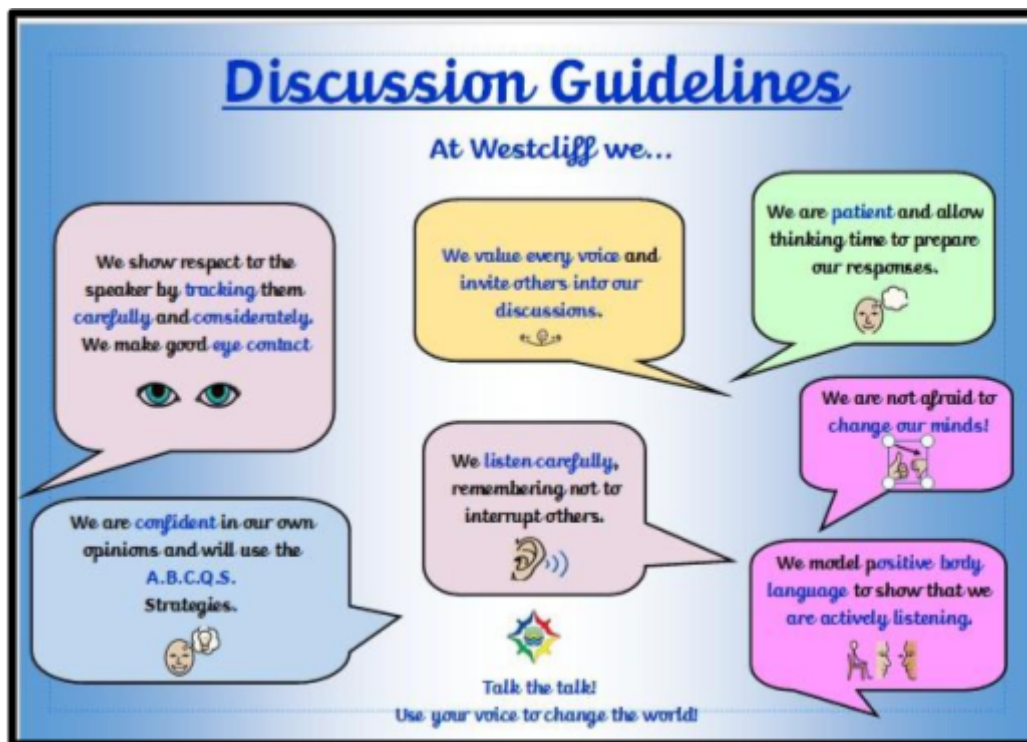 Discussion Guidelines
At Westcliff we...
We show respect to the
speaker by tracking them
carefully and considerately.
We make good eye contact
We value every voice and
invite others into our
discussions.
We are patient and allow
thinking time to prepare
our responses.
We are not afraid to
change our minds!
We listen carefully,
remembering not to
interrupt others.
We are confident in our own
opinions and will use the
A.B.C.Q.S.
Strategies.
We model positive body
language to show that we
are actively listening.
Talk the talk!
Use your voice to change the world!